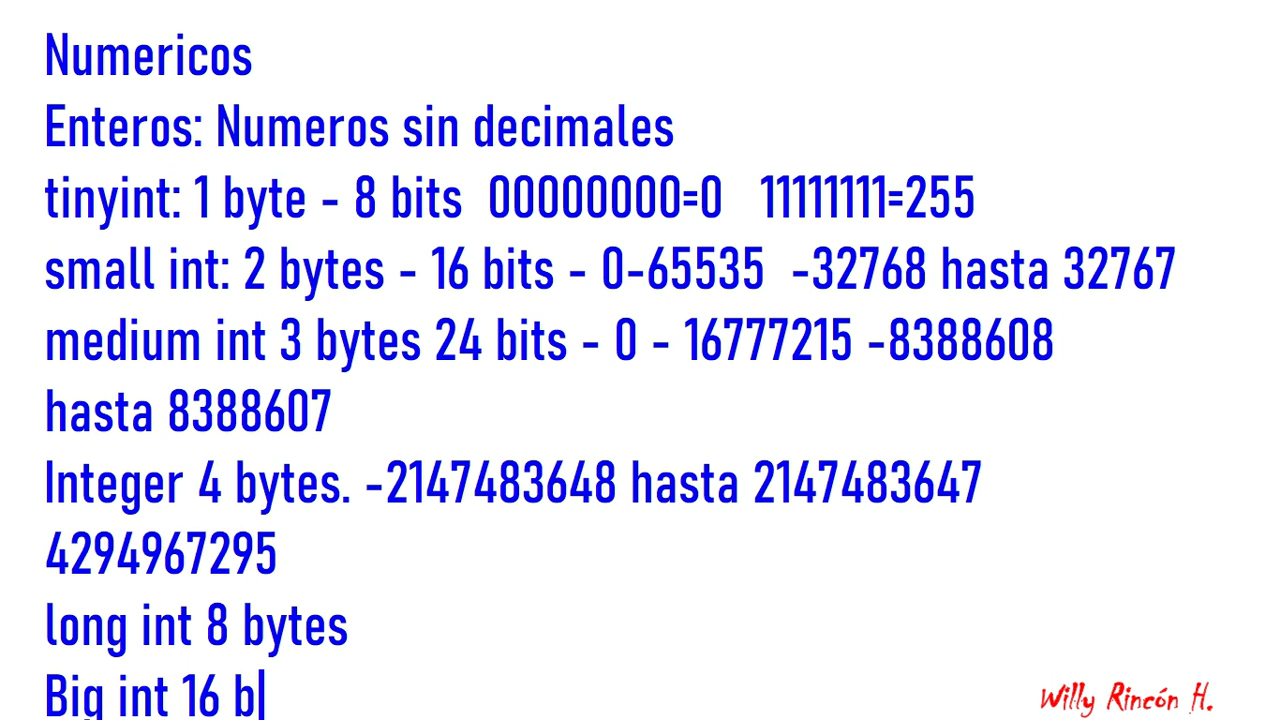 Numericos
Enteros: Numeros sin decimales
tinyint: 1 byte - 8 bits  00000000=0   11111111=255
small int: 2 bytes - 16 bits - 0-65535  -32768 hasta 32767
medium int 3 bytes 24 bits - 0 - 16777215 -8388608
hasta 8388607
Integer 4 bytes. -2147483648 hasta 2147483647
4294967295
long int 8 bytes
Big int 16 b
Willy Rincón H.